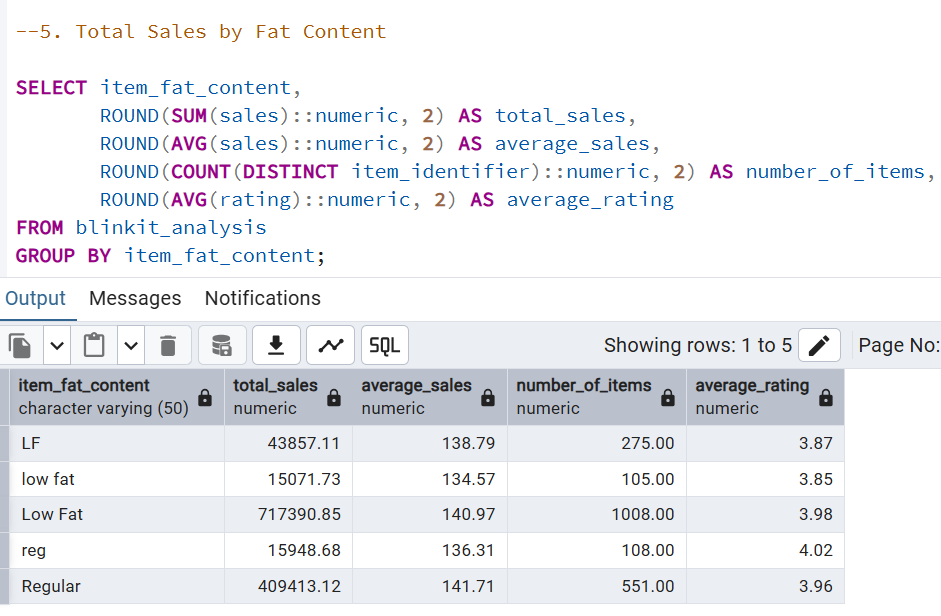 --5. Total Sales by Fat Content
SELECT item_fat_content,
ROUND(SUM(sales)::numeric, 2) AS total_sales,
ROUND(AVG(sales)::numeric, 2) AS average_sales,
ROUND(COUNT(DISTINCT item_identifier)::numeric, 2) AS number_of_items,
ROUND(AVG(rating)::numeric, 2) AS average_rating
FROM blinkit_analysis
GROUP BY item_fat_content;
Output Messages Notifications
SQL Showing rows: 1 to 5 Page No:
item_fat_content total_sales average_sales number_of_items average_rating
character varying (50) numeric numeric numeric numeric
LF 43857.11 138.79 275.00 3.87
low fat 15071.73 134.57 105.00 3.85
Low Fat 717390.85 140.97 1008.00 3.98
reg 15948.68 136.31 108.00 4.02
Regular 409413.12 141.71 551.00 3.96